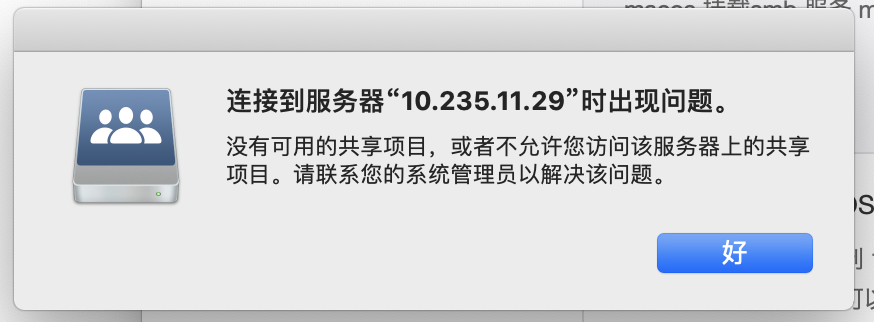 macos 挂载smb 服务 m
连接到服务器“10.235.11.29”时出现问题。
没有可用的共享项目，或者不允许您访问该服务器上的共享
项目。请联系您的系统管理员以解决该问题。
OS
到
好
可以